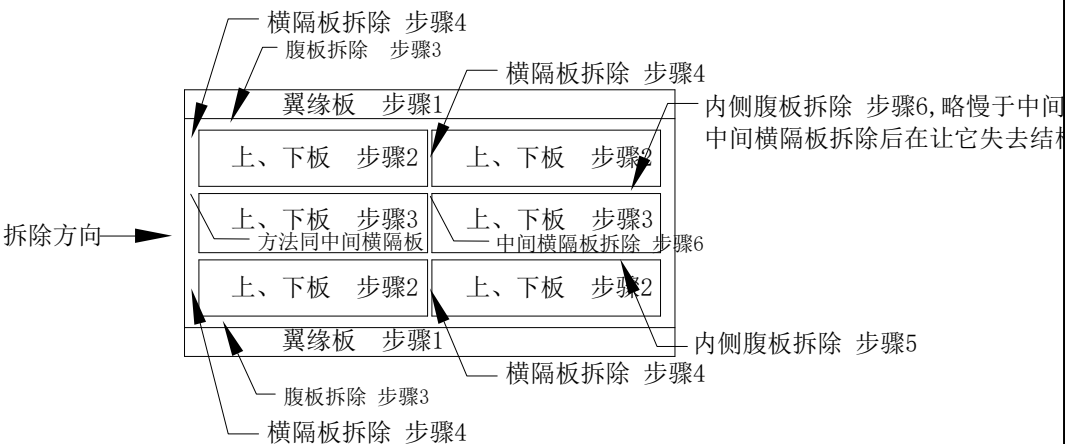 横隔板拆除 步骤4
腹板拆除 步骤3
横隔板拆除 步骤4
翼缘板 步骤1
内侧腹板拆除 步骤6,略慢于中间
中间横隔板拆除后在让它失去结
上、下板 步骤2
上、下板 步骤2
拆除方向
上、下板 步骤3
上、下板 步骤3
方法同中间横隔板
中间横隔板拆除 步骤6
上、下板 步骤2
上、下板 步骤2
翼缘板 步骤1
内侧腹板拆除 步骤5
横隔板拆除 步骤4
腹板拆除 步骤3
横隔板拆除 步骤4